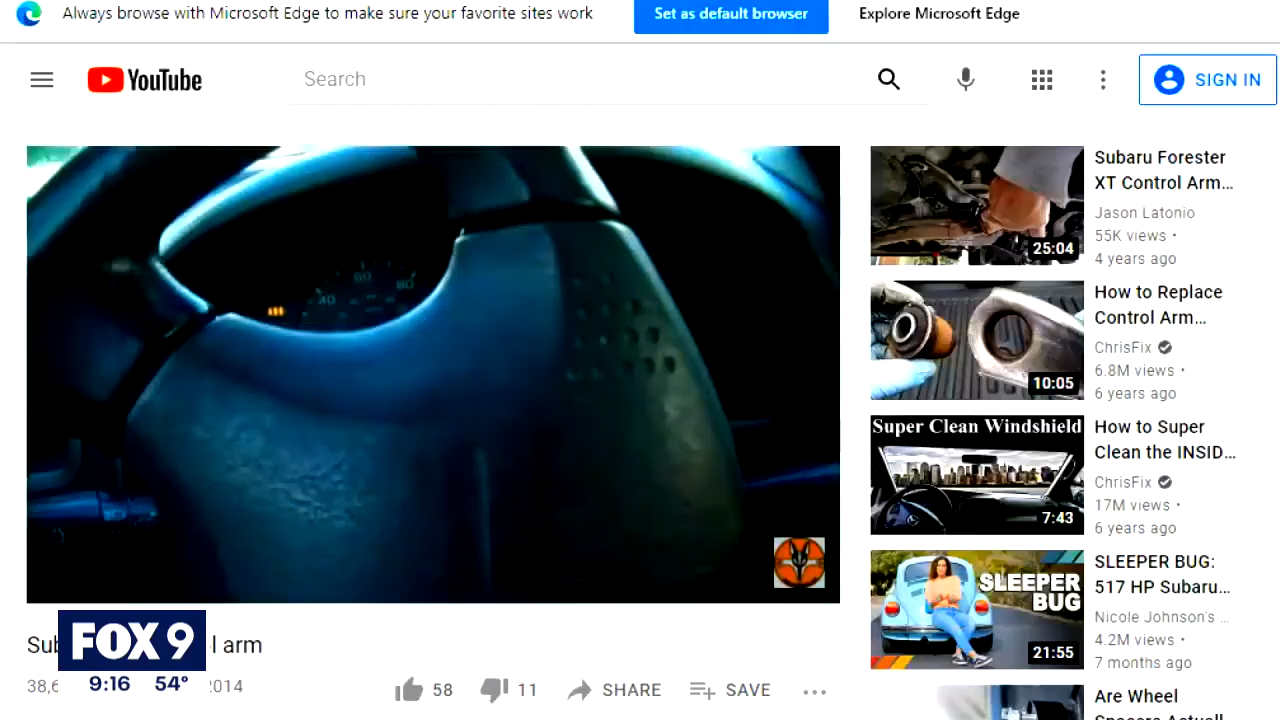 Always browse with Microsoft Edge to make sure your favorite sites work
Set as default browser
Explore Microsoft Edge
YouTube
Search
SIGN IN
40
60
80
Sub
l arm
38,6
2014
58
11
SHARE
SAVE
FOX 9
9:16 54°
Subaru Forester
XT Control Arm...
Jason Latonio
55K views •
4 years ago
25:04
How to Replace
Control Arm...
ChrisFix
6.8M views •
6 years ago
10:05
Super Clean Windshield
How to Super
Clean the INSID...
ChrisFix
17M views •
6 years ago
7:43
SLEEPER
BUG
SLEEPER BUG:
517 HP Subaru...
Nicole Johnson's ...
4.2M views •
7 months ago
21:55
Are Wheel